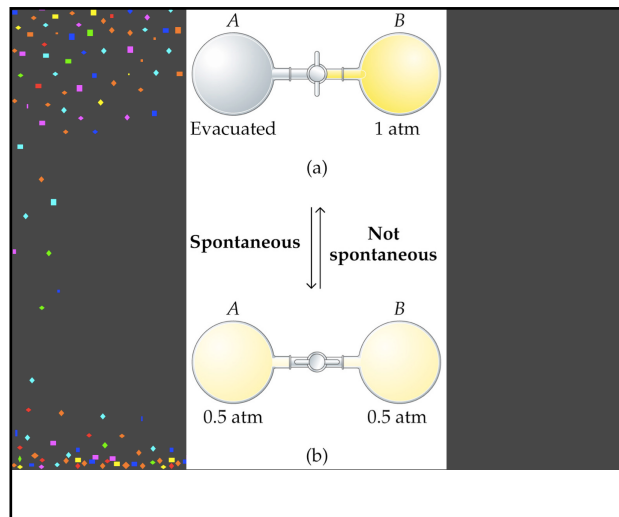 A B
Evacuated 1 atm
(a)
Spontaneous Not
spontaneous
A B
0.5 atm 0.5 atm
(b)